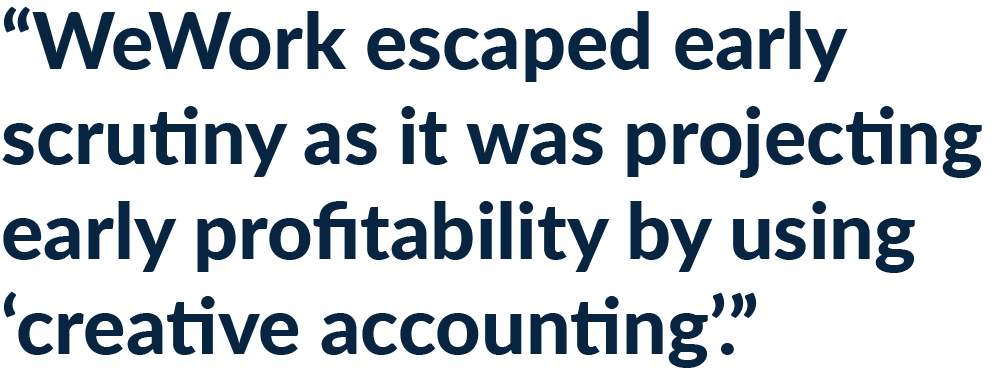 “WeWork escaped early
scrutiny as it was projecting
early profitability by using
‘creative accounting’.”